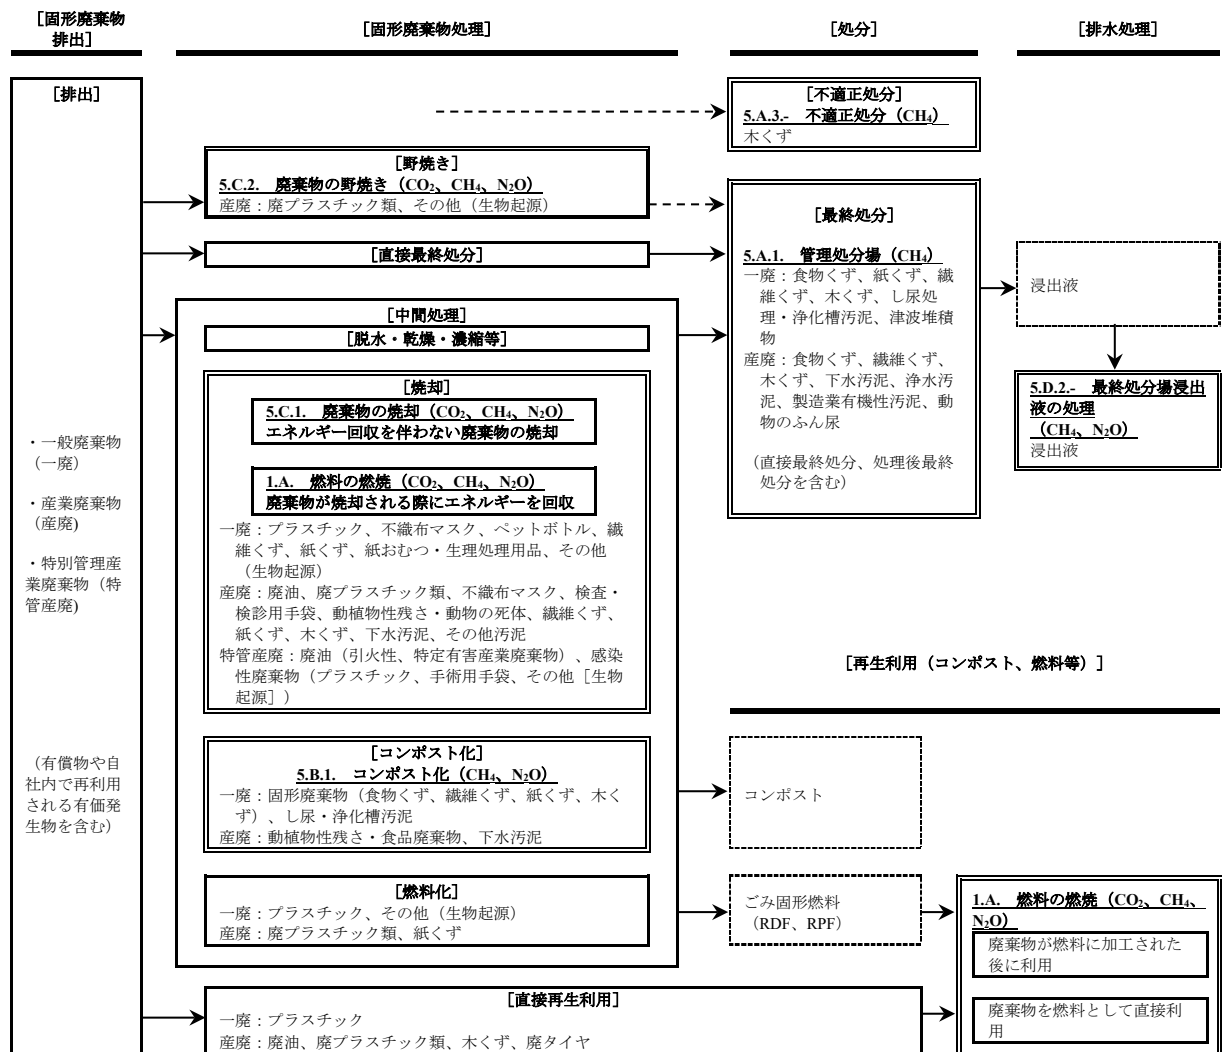 ［固形廃棄物
排出］
［固形廃棄物処理］
［処分］
［排水処理］
［排出］
・一般廃棄物
（一廃）
・産業廃棄物
（産廃)
・特別管理産
業廃棄物（特
管産廃)
（有償物や自
社内で再利用
される有価発
生物を含む）
［不適正処分］
5.A.3.-　不適正処分（CH₄）
木くず
［野焼き］
5.C.2.　廃棄物の野焼き（CO₂、CH₄、N₂O）
産廃：廃プラスチック類、その他（生物起源）
［直接最終処分］
［最終処分］
5.A.1.　管理処分場（CH₄）
一廃：食物くず、紙くず、繊
維くず、木くず、し尿処
理・浄化槽汚泥、津波堆積
物
産廃：食物くず、繊維くず、
木くず、下水汚泥、浄水汚
泥、製造業有機性汚泥、動
物のふん尿
（直接最終処分、処理後最終
処分を含む）
浸出液
5.D.2.-　最終処分場浸出
液の処理
（CH₄、N₂O）
浸出液
［中間処理］
［脱水・乾燥・濃縮等］
［焼却］
5.C.1.　廃棄物の焼却（CO₂、CH₄、N₂O）
エネルギー回収を伴わない廃棄物の焼却
1.A.　燃料の燃焼（CO₂、CH₄、N₂O）
廃棄物が焼却される際にエネルギーを回収
一廃：プラスチック、不織布マスク、ペットボトル、繊
維くず、紙くず、紙おむつ・生理処理用品、その他
（生物起源）
産廃：廃油、廃プラスチック類、不織布マスク、検査・
検診用手袋、動植物性残さ・動物の死体、繊維くず、
紙くず、木くず、下水汚泥、その他汚泥
特管産廃：廃油（引火性、特定有害産業廃棄物）、感染
性廃棄物（プラスチック、手術用手袋、その他［生物
起源］）
［再生利用（コンポスト、燃料等）］
［コンポスト化］
5.B.1.　コンポスト化（CH₄、N₂O）
一廃：固形廃棄物（食物くず、繊維くず、紙くず、木く
ず）、し尿・浄化槽汚泥
産廃：動植物性残さ・食品廃棄物、下水汚泥
コンポスト
［燃料化］
一廃：プラスチック、その他（生物起源）
産廃：廃プラスチック類、紙くず
ごみ固形燃料
（RDF、RPF）
1.A.　燃料の燃焼（CO₂、CH₄、
N₂O）
廃棄物が燃料に加工された
後に利用
廃棄物を燃料として直接利
用
［直接再生利用］
一廃：プラスチック
産廃：廃油、廃プラスチック類、木くず、廃タイヤ